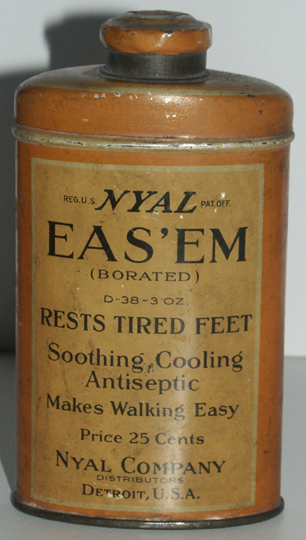 REG. U.S. NYAL PAT. OFF.
EAS'EM
(BORATED)
D-38-3 OZ.
RESTS TIRED FEET
Soothing, Cooling
Antiseptic
Makes Walking Easy
Price 25 Cents
NYAL COMPANY
DISTRIBUTORS
DETROIT, U.S.A.